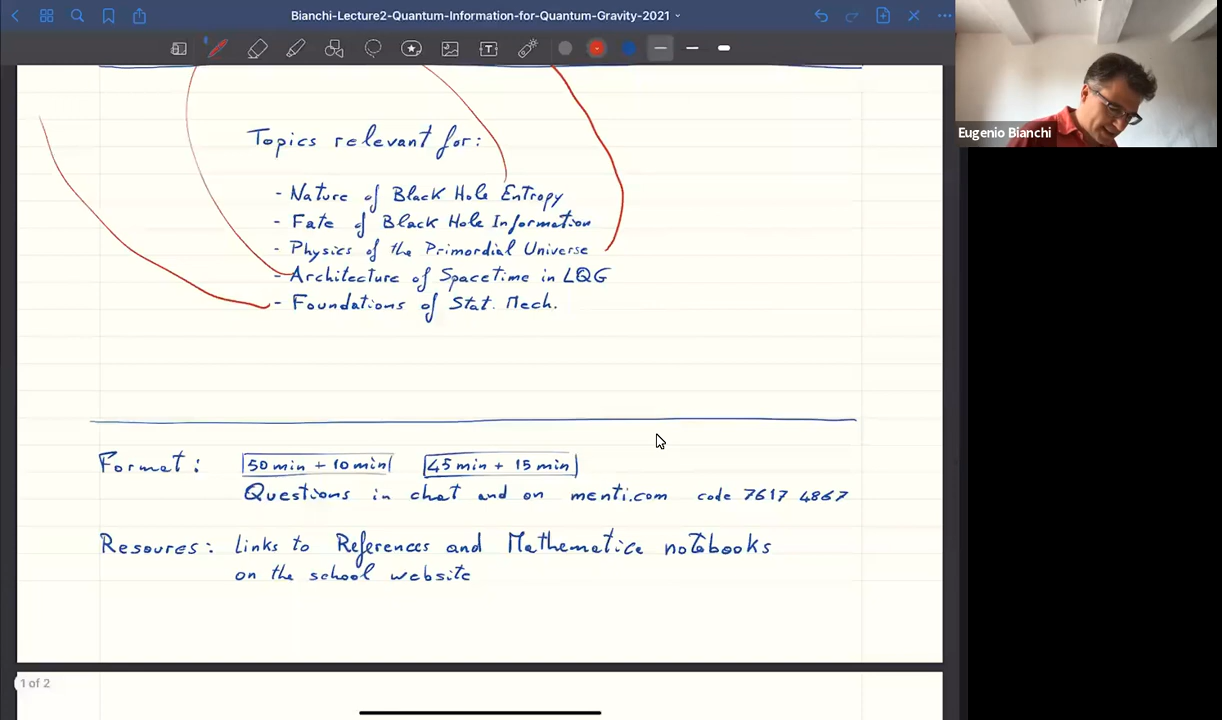 Bianchi-Lecture2-Quantum-Information-for-Quantum-Gravity-2021
Eugenio Bianchi
Topics relevant for:
- Nature of Black Hole Entropy
- Fate of Black Hole Information
- Physics of the Primordial Universe
- Architecture of Spacetime in LQG
- Foundations of Stat. Mech.
Format: 50 min + 10 min 45 min + 15 min
Questions in chat and on menti.com code 7617 4867
Resoures: Links to References and Mathematice notebooks
on the school website
1 of 2